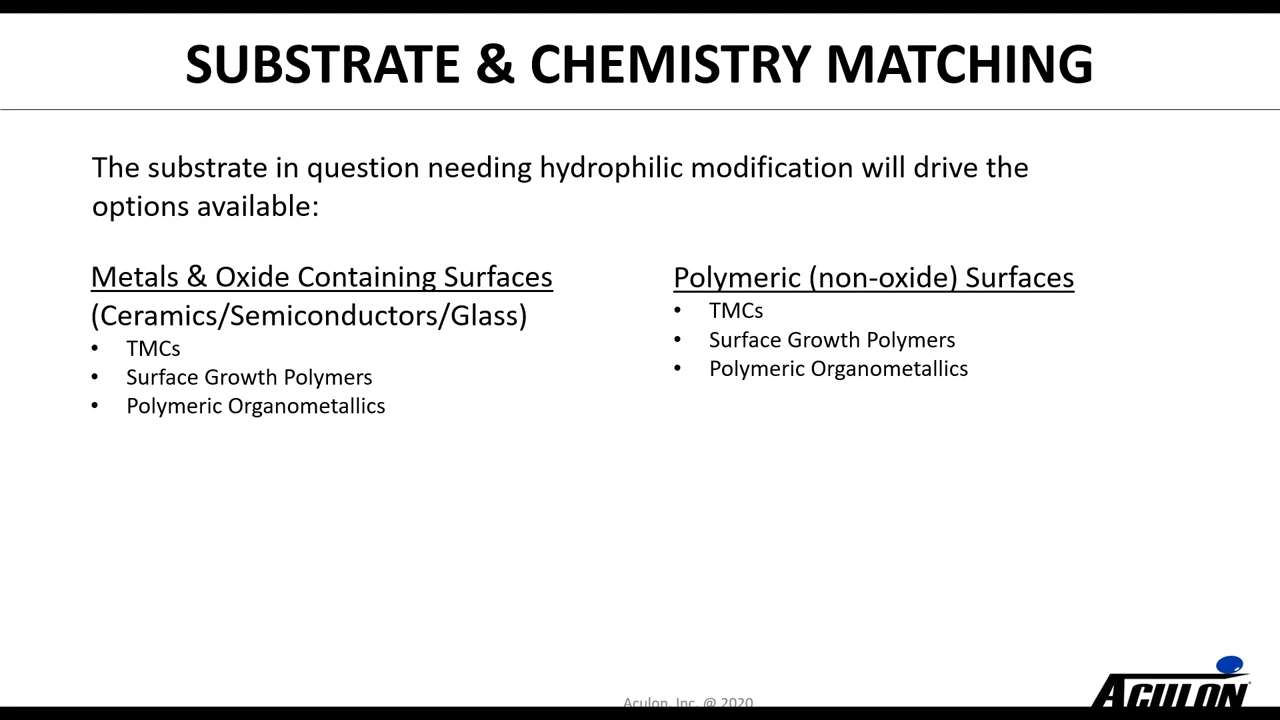 SUBSTRATE & CHEMISTRY MATCHING
The substrate in question needing hydrophilic modification will drive the
options available:
Metals & Oxide Containing Surfaces
(Ceramics/Semiconductors/Glass)
• TMCs
• Surface Growth Polymers
• Polymeric Organometallics
Polymeric (non-oxide) Surfaces
• TMCs
• Surface Growth Polymers
• Polymeric Organometallics
Aculon, Inc. @ 2020
ACULON